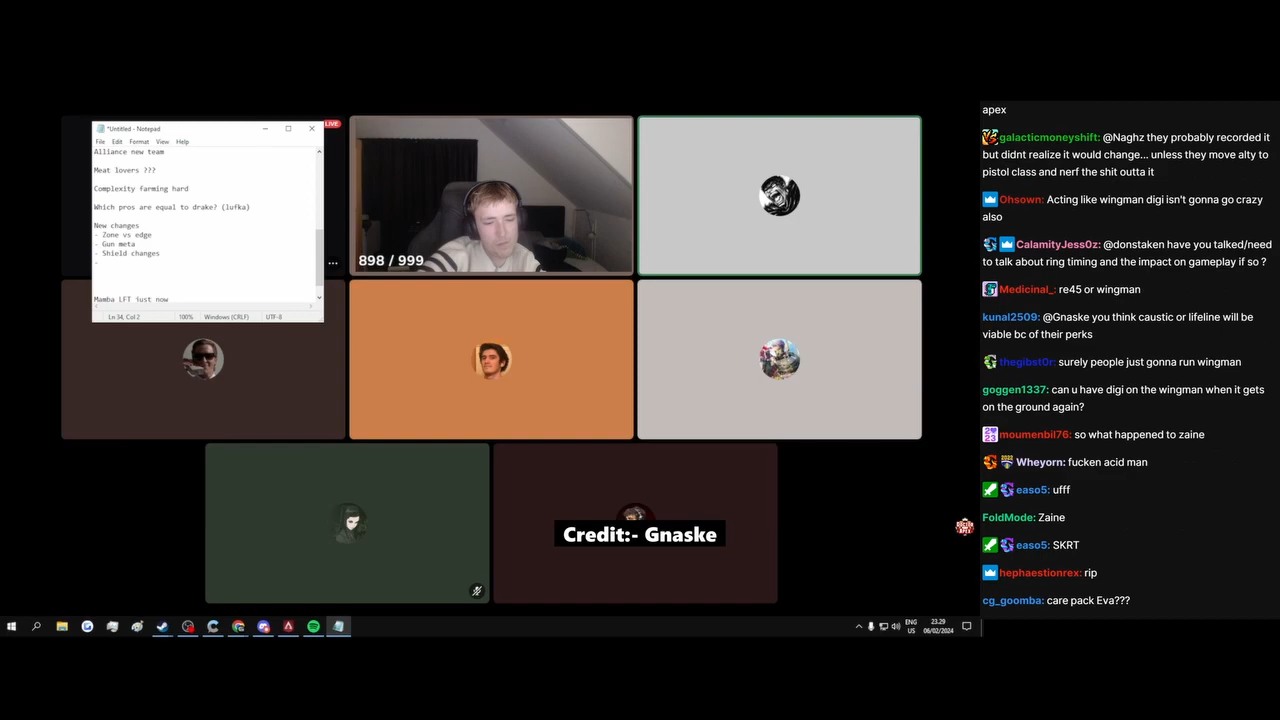 *Untitled - Notepad
File Edit Format View Help
Alliance new team
Meat lovers ???
Complexity farming hard
Which pros are equal to drake? (lufka)
New changes
- Zone vs edge
- Gun meta
- Shield changes
-
Mamba LFT just now
Ln 34, Col 2 100% Windows (CRLF) UTF-8
LIVE
...
898 / 999
Credit:- Gnaske
apex
galacticmoneyshift: @Naghz they probably recorded it
but didnt realize it would change... unless they move alty to
pistol class and nerf the shit outta it
Ohsown: Acting like wingman digi isn't gonna go crazy
also
CalamityJess0z: @donstaken have you talked/need
to talk about ring timing and the impact on gameplay if so ?
Medicinal_: re45 or wingman
kunal2509: @Gnaske you think caustic or lifeline will be
viable bc of their perks
thegibst0r: surely people just gonna run wingman
goggen1337: can u have digi on the wingman when it gets
on the ground again?
moumenbil76: so what happened to zaine
Wheyorn: fucken acid man
easo5: ufff
FoldMode: Zaine
easo5: SKRT
hephaestionrex: rip
cg_goomba: care pack Eva???
ENG
US
23.29
06/02/2024